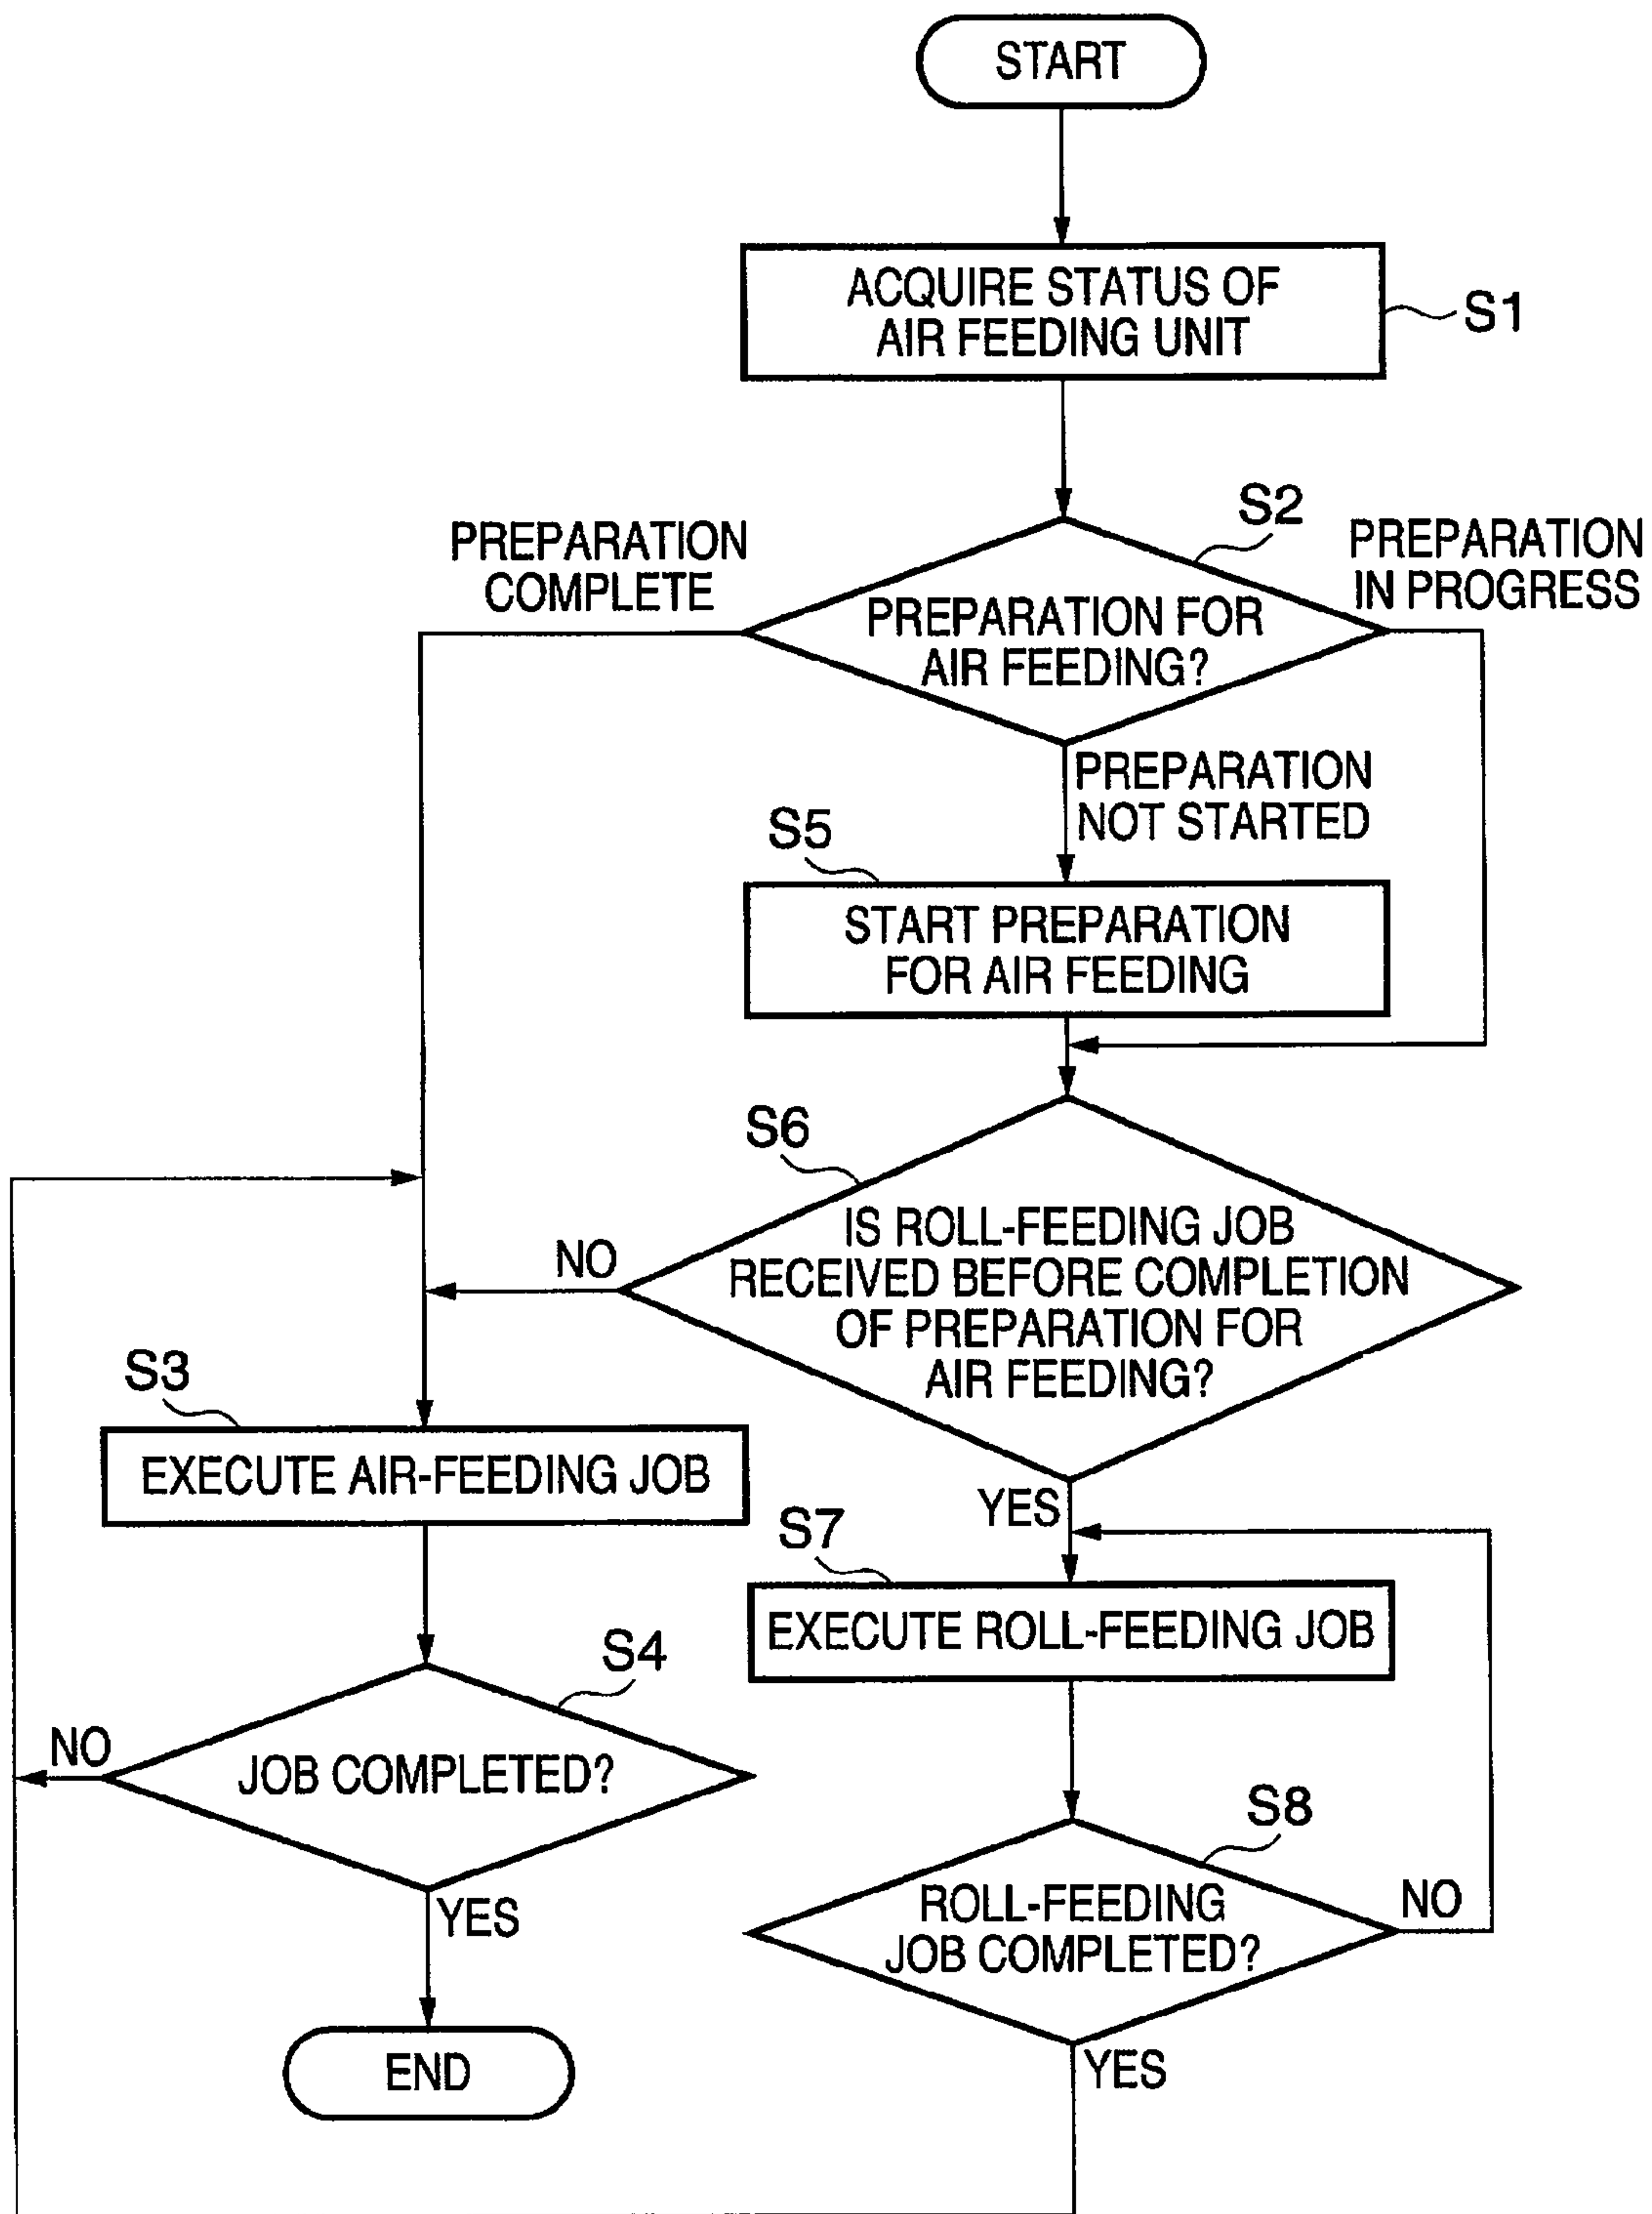 START
ACQUIRE STATUS OF
AIR FEEDING UNIT
S1
S2
PREPARATION
COMPLETE
PREPARATION
IN PROGRESS
PREPARATION FOR
AIR FEEDING?
PREPARATION
NOT STARTED
S5
START PREPARATION
FOR AIR FEEDING
S6
IS ROLL-FEEDING JOB
RECEIVED BEFORE COMPLETION
OF PREPARATION FOR
AIR FEEDING?
NO
S3
EXECUTE AIR-FEEDING JOB
YES
S7
EXECUTE ROLL-FEEDING JOB
S4
JOB COMPLETED?
NO
YES
S8
ROLL-FEEDING
JOB COMPLETED?
NO
END
YES